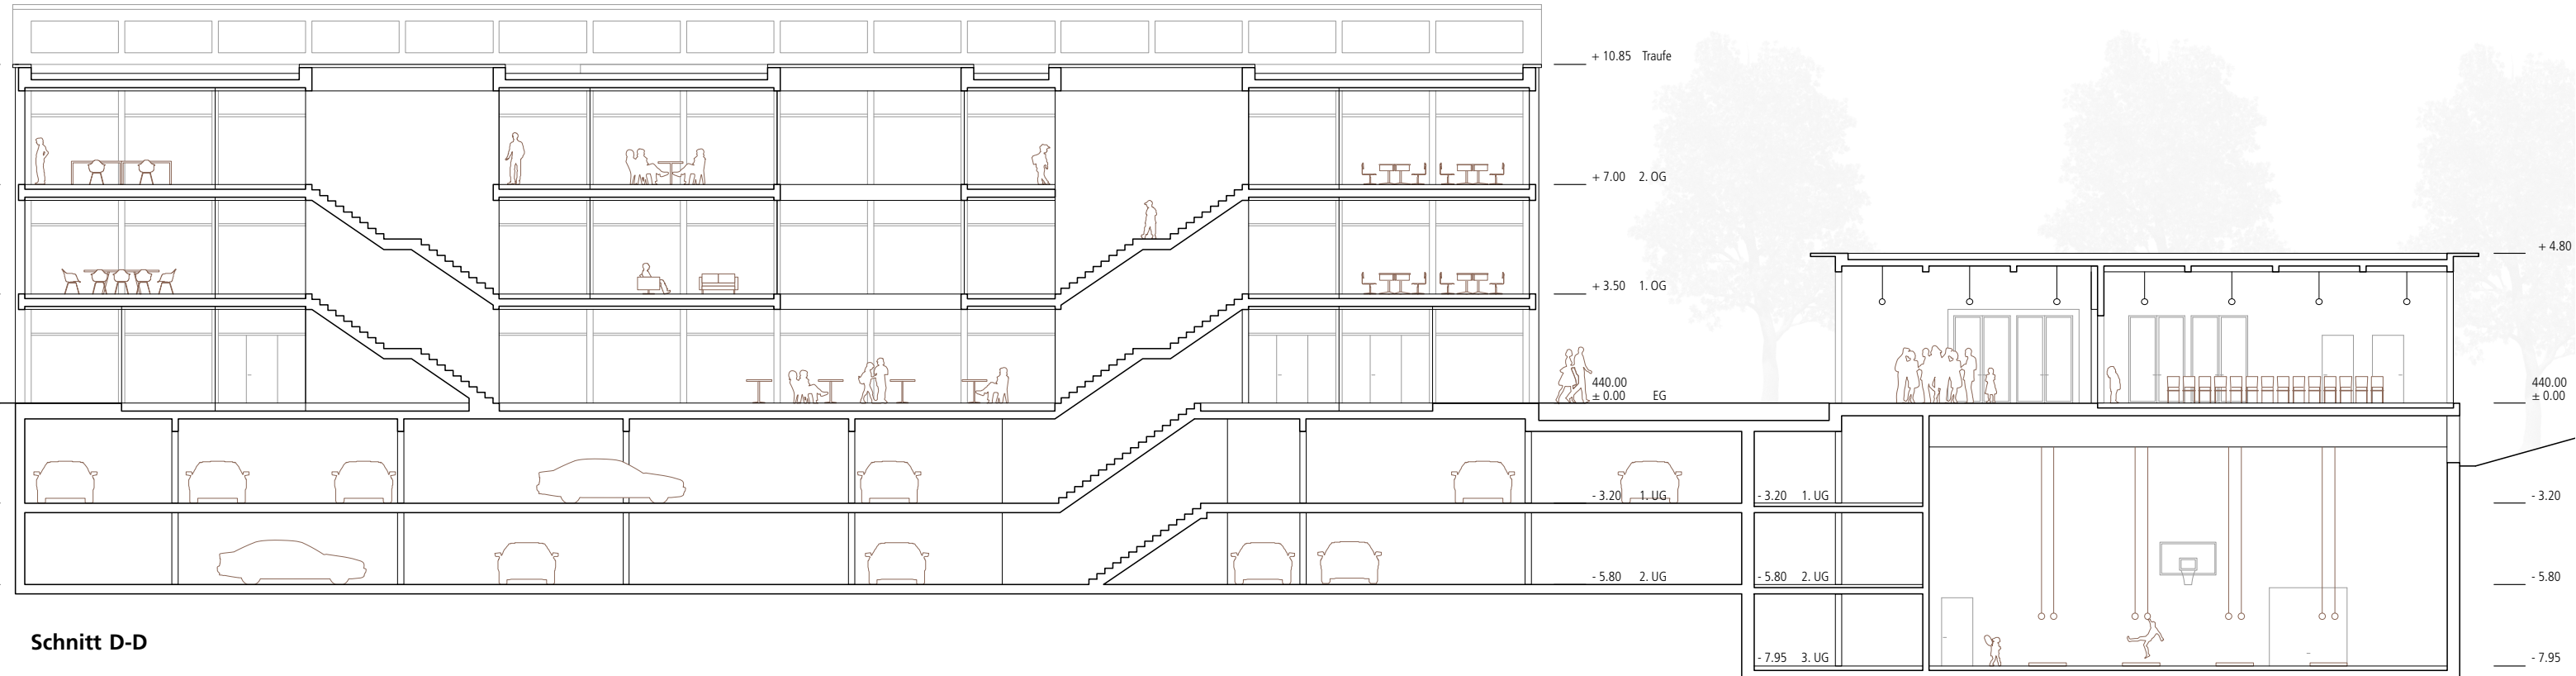 + 10.85 Traufe
+ 7.00 2. OG
+ 4.80
+ 3.50 1. OG
440.00
± 0.00 EG
440.00
± 0.00
- 3.20 1. UG
- 3.20 1. UG
- 3.20
- 5.80 2. UG
- 5.80 2. UG
- 5.80
Schnitt D-D
- 7.95 3. UG
- 7.95